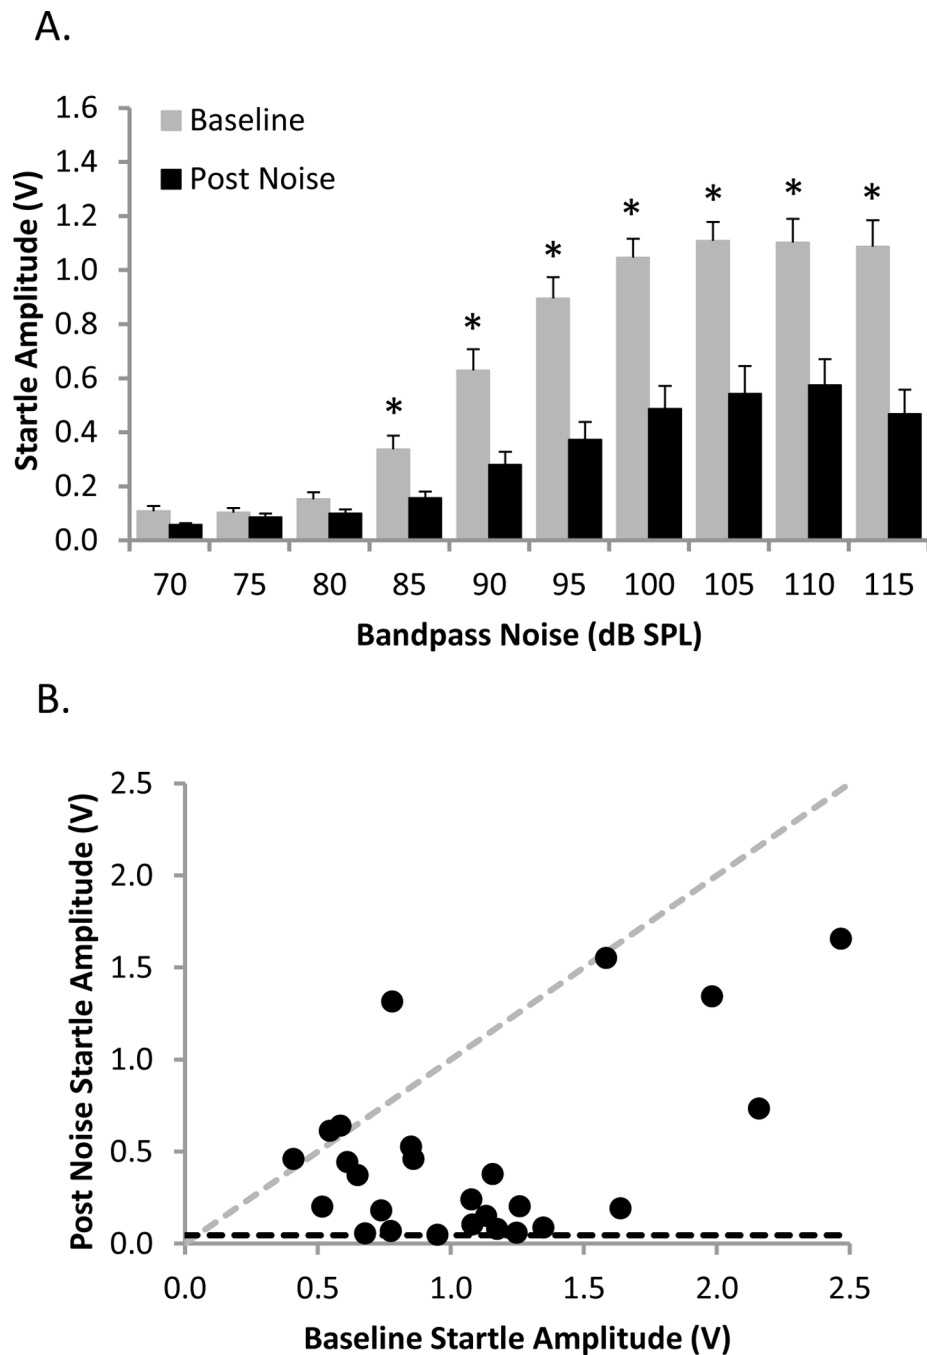 A.
1.6
Baseline
1.4
Post Noise
1.2
1.0
0.8
0.6
0.4
0.2
0.0
Startle Amplitude (V)
* * * * * * *
70 75 80 85 90 95 100 105 110 115
Bandpass Noise (dB SPL)
B.
2.5
2.0
1.5
1.0
0.5
0.0
Post Noise Startle Amplitude (V)
0.0 0.5 1.0 1.5 2.0 2.5
Baseline Startle Amplitude (V)